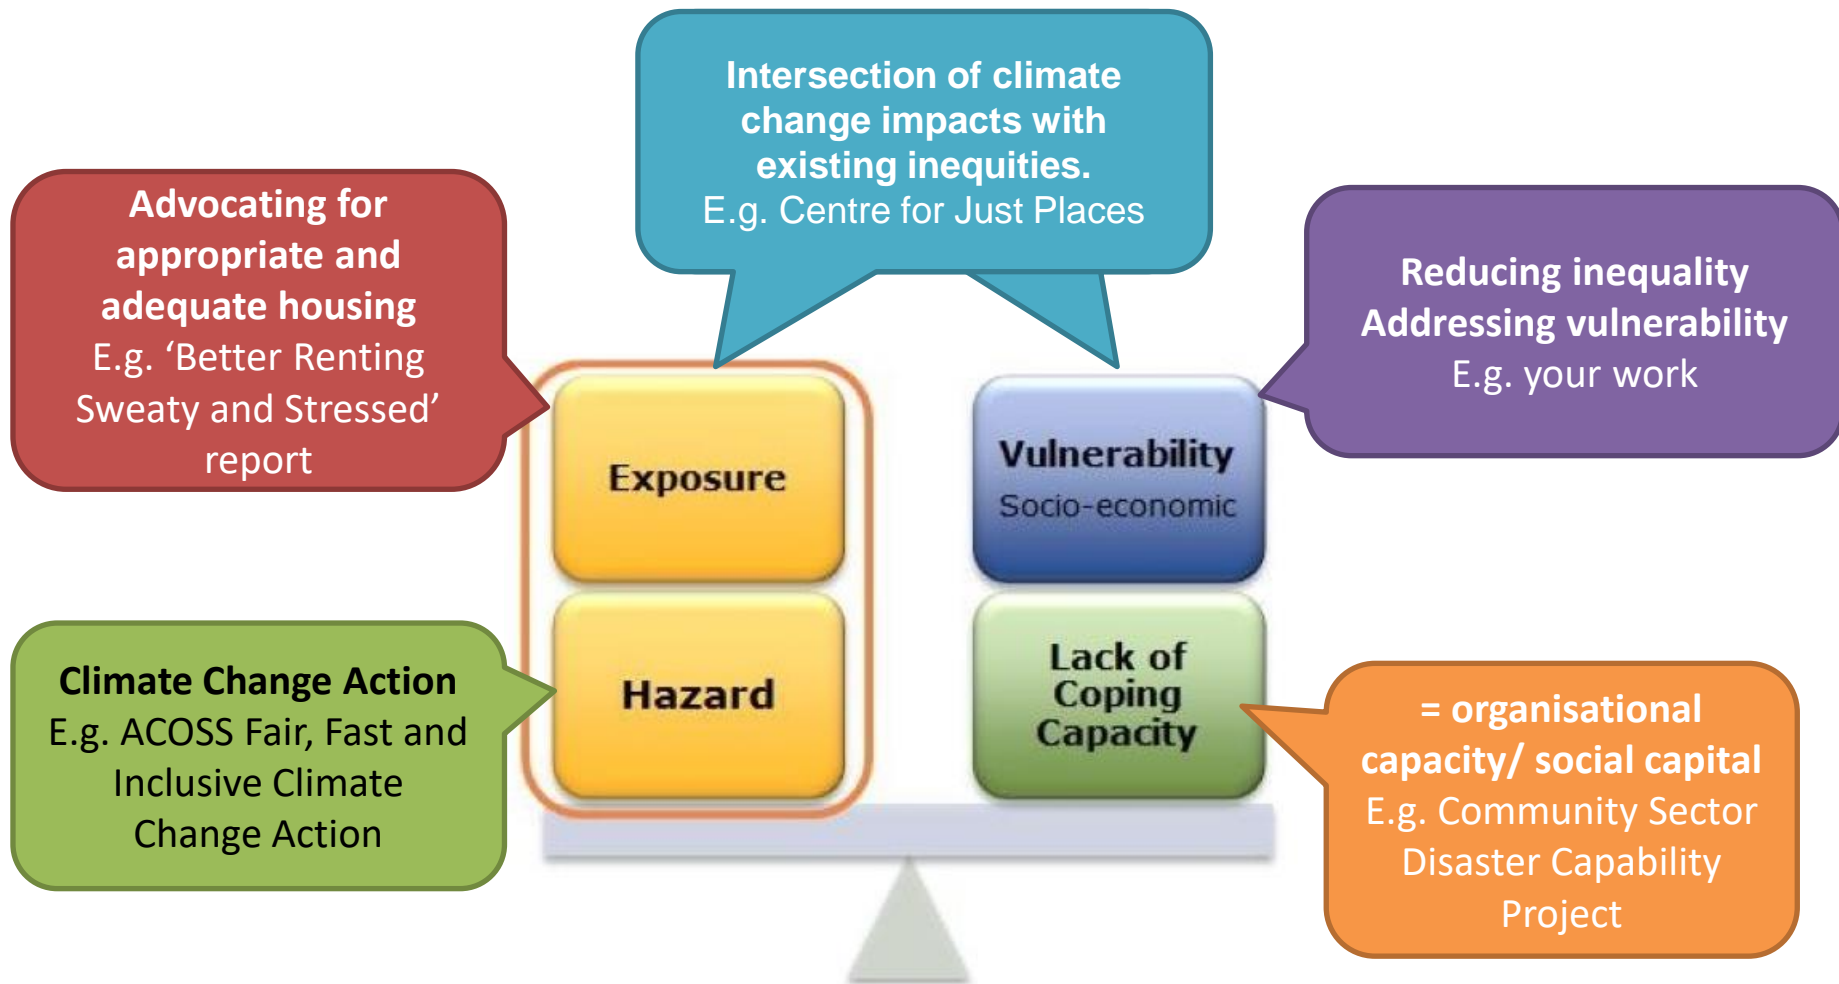 Intersection of climate
change impacts with
existing inequities.
E.g. Centre for Just Places
Advocating for
appropriate and
adequate housing
E.g. ‘Better Renting
Sweaty and Stressed’
report
Reducing inequality
Addressing vulnerability
E.g. your work
Exposure
Vulnerability
Socio-economic
Climate Change Action
E.g. ACOSS Fair, Fast and
Inclusive Climate
Change Action
Hazard
Lack of
Coping
Capacity
= organisational
capacity/ social capital
E.g. Community Sector
Disaster Capability
Project